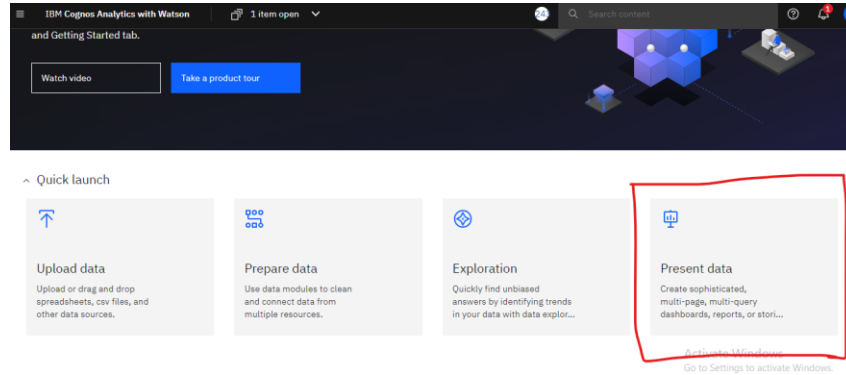 IBM Cognos Analytics with Watson 1 item open 24 Search content
and Getting Started tab.
Watch video Take a product tour
Quick launch
Upload data
Upload or drag and drop
spreadsheets, csv files, and
other data sources.
Prepare data
Use data modules to clean
and connect data from
multiple resources.
Exploration
Quickly find unbiased
answers by identifying trends
in your data with data explor...
Present data
Create sophisticated,
multi-page, multi-query
dashboards, reports, or stori...
Activate Windows
Go to Settings to activate Windows.